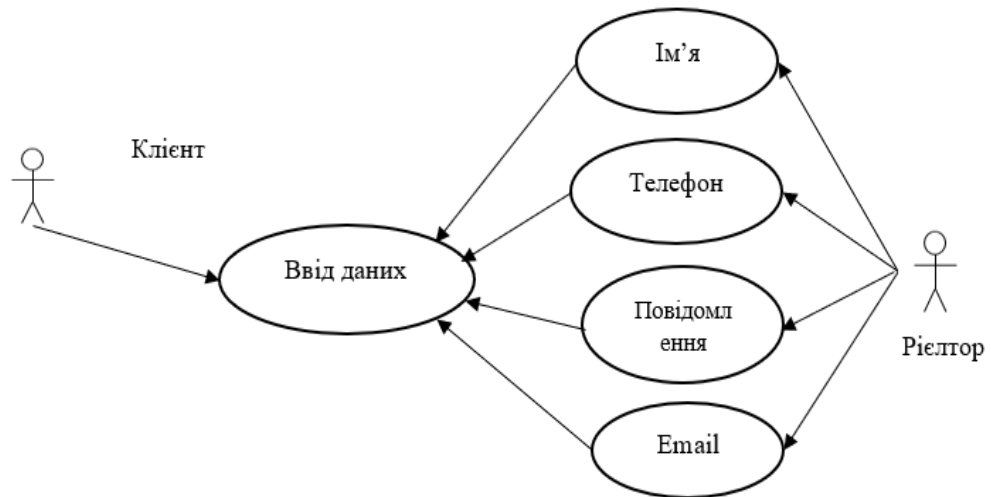 Ім’я
Клієнт
Телефон
Ввід даних
Повідомл
ення
Рієлтор
Email